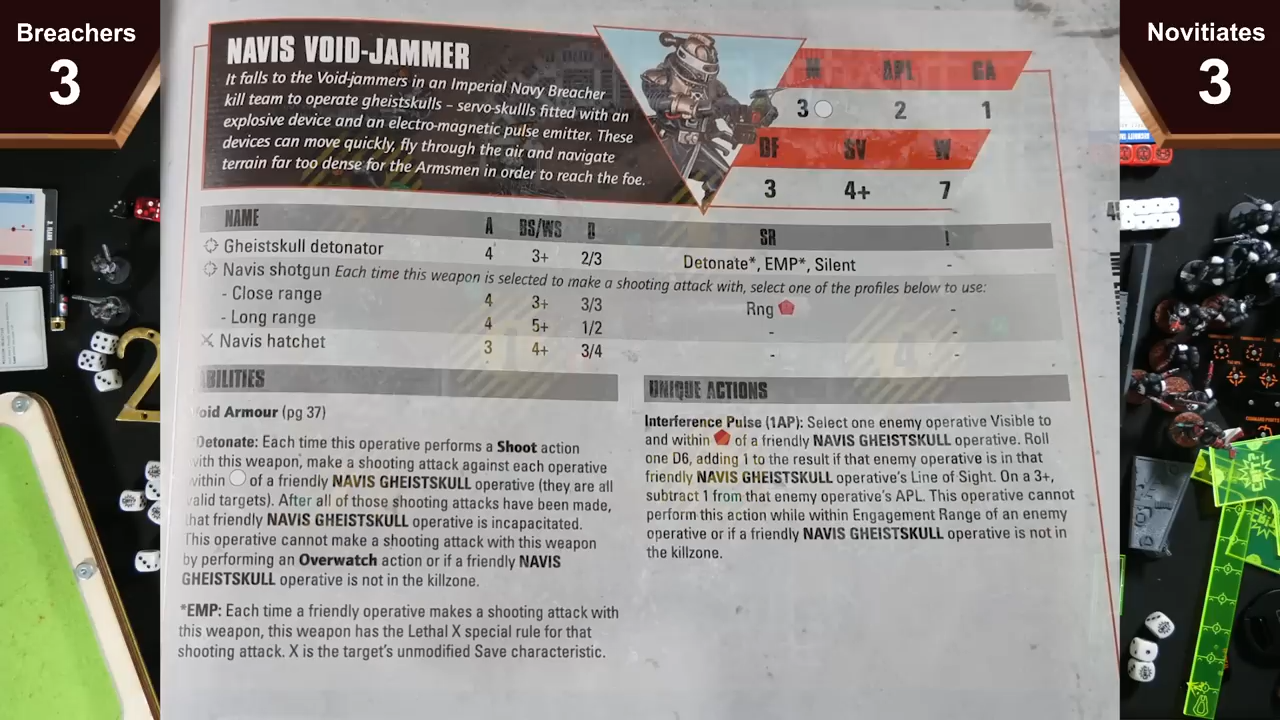 Breachers
3
Novitiates
3
NAVIS VOID-JAMMER
It falls to the Void-jammers in an Imperial Navy Breacher
kill team to operate gheistskulls – servo-skulls fitted with an
explosive device and an electro-magnetic pulse emitter. These
devices can move quickly, fly through the air and navigate
terrain far too dense for the Armsmen in order to reach the foe.
M APL GA
3 2 1
DF SV W
3 4+ 7
NAME A BS/WS D SR !
Gheistskull detonator 4 3+ 2/3 Detonate*, EMP*, Silent -
Navis shotgun Each time this weapon is selected to make a shooting attack with, select one of the profiles below to use:
- Close range 4 3+ 3/3 Rng -
- Long range 4 5+ 1/2 - -
Navis hatchet 3 4+ 3/4 - -
ABILITIES
Void Armour (pg 37)
Detonate: Each time this operative performs a Shoot action
with this weapon, make a shooting attack against each operative
within of a friendly NAVIS GHEISTSKULL operative (they are all
valid targets). After all of those shooting attacks have been made,
that friendly NAVIS GHEISTSKULL operative is incapacitated.
This operative cannot make a shooting attack with this weapon
by performing an Overwatch action or if a friendly NAVIS
GHEISTSKULL operative is not in the killzone.
*EMP: Each time a friendly operative makes a shooting attack with
this weapon, this weapon has the Lethal X special rule for that
shooting attack. X is the target's unmodified Save characteristic.
UNIQUE ACTIONS
Interference Pulse (1AP): Select one enemy operative Visible to
and within of a friendly NAVIS GHEISTSKULL operative. Roll
one D6, adding 1 to the result if that enemy operative is in that
friendly NAVIS GHEISTSKULL operative's Line of Sight. On a 3+,
subtract 1 from that enemy operative's APL. This operative cannot
perform this action while within Engagement Range of an enemy
operative or if a friendly NAVIS GHEISTSKULL operative is not in
the killzone.
2